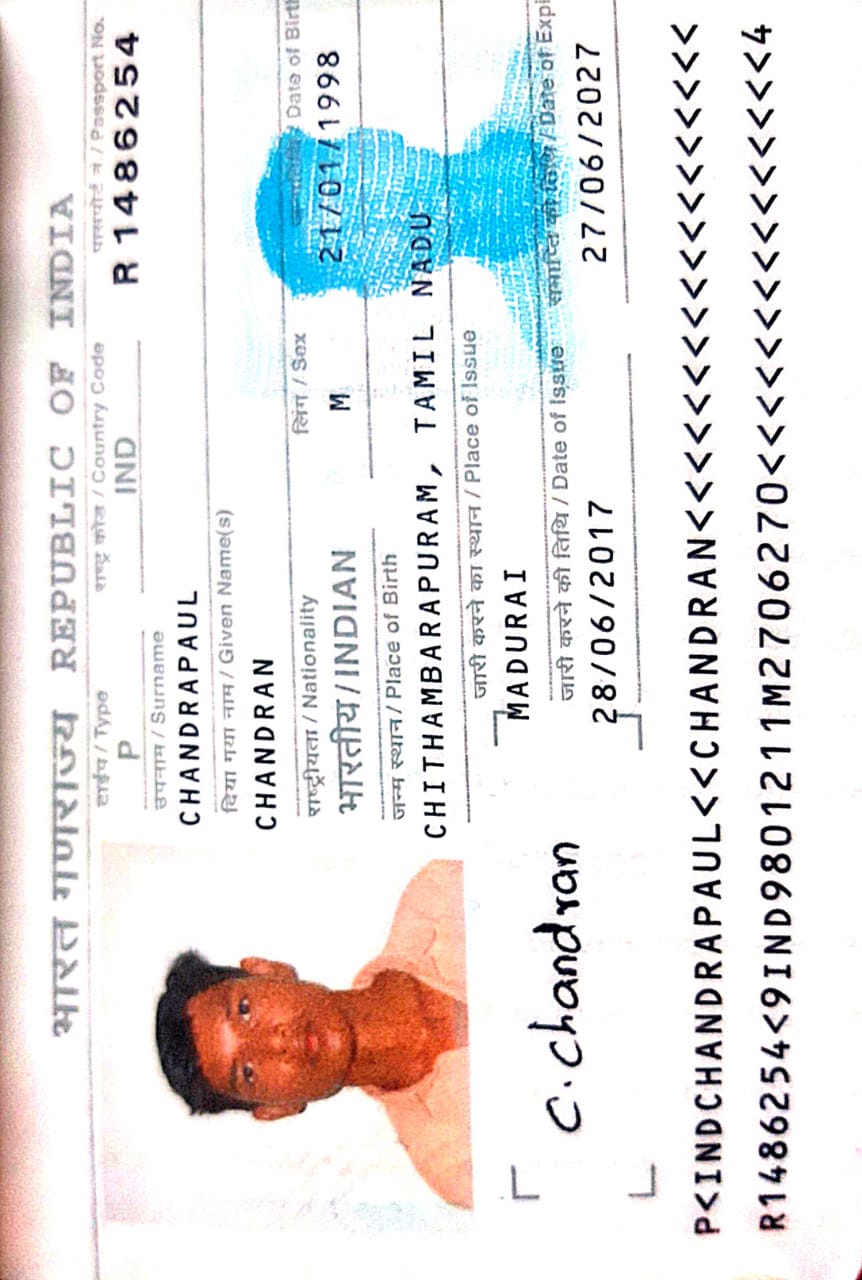 भारत गणराज्य REPUBLIC OF INDIA
टाईप / Type राष्ट्र कोड / Country Code पासपोर्ट नं / Passport No.
P IND R 1486254
उपनाम / Surname
CHANDRAPAUL
दिया गया नाम / Given Name(s)
CHANDRAN
राष्ट्रीयता / Nationality लिंग / Sex / Date of Birth
भारतीय / INDIAN M 21/01/1998
जन्म स्थान / Place of Birth
CHITHAMBARAPURAM, TAMIL NADU
जारी करने का स्थान / Place of Issue
MADURAI
जारी करने की तिथि / Date of Issue समाप्ति की तिथि / Date of Expi
28/06/2017 27/06/2027
C. Chandran
P<INDCHANDRAPAUL<<CHANDRAN<<<<<<<<<<<<<<<<<<
R1486254<9IND9801211M2706270<<<<<<<<<<<<<<<4